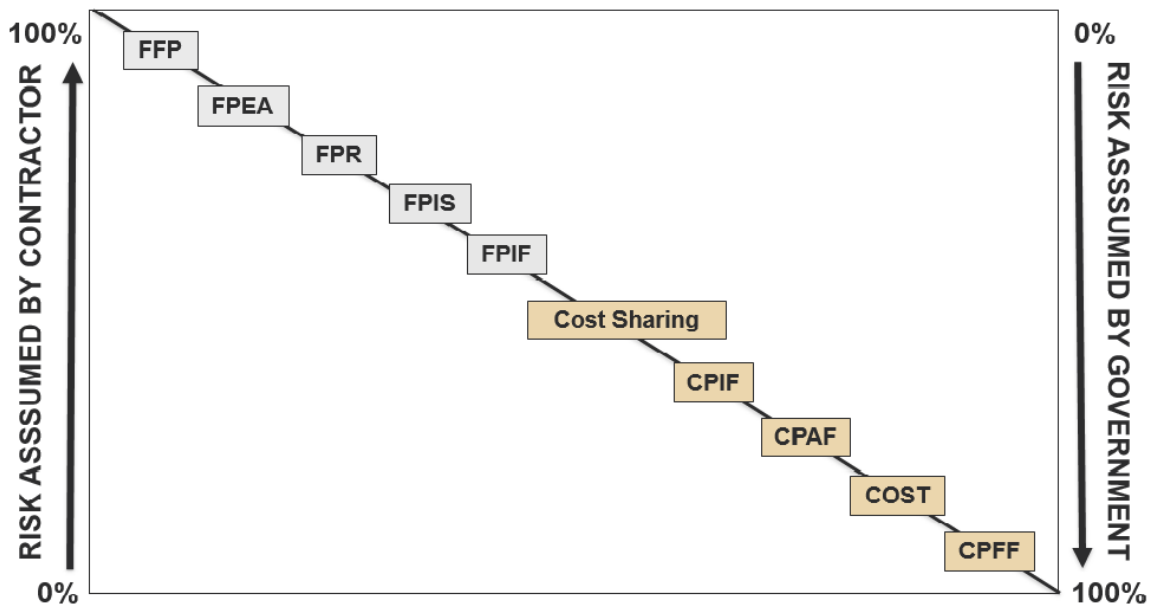 100%
0%
FFP
FPEA
FPR
FPIS
FPIF
Cost Sharing
CPIF
CPAF
COST
CPFF
RISK ASSSUMED BY CONTRACTOR
RISK ASSSUMED BY GOVERNMENT
0%
100%